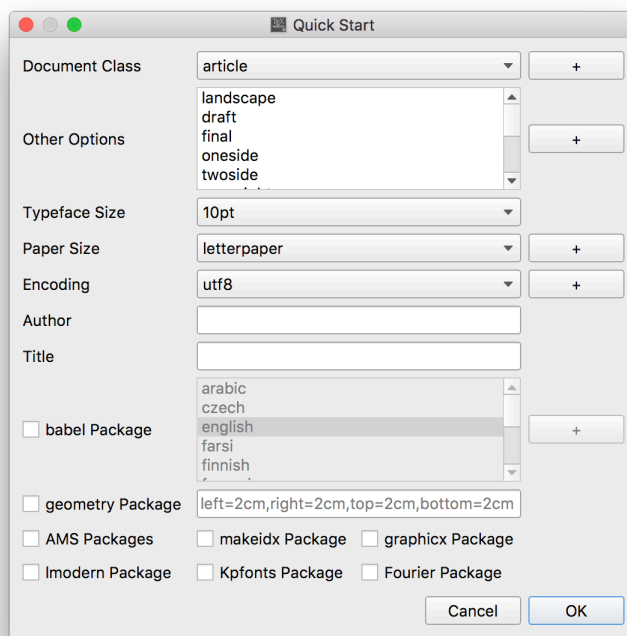 Quick Start
Document Class article +
landscape
draft
final
Other Options +
oneside
twoside
Typeface Size 10pt
Paper Size letterpaper +
Encoding utf8 +
Author
Title
arabic
czech
babel Package english +
farsi
finnish
geometry Package left=2cm,right=2cm,top=2cm,bottom=2cm
AMS Packages makeidx Package graphicx Package
lmodern Package Kpfonts Package Fourier Package
Cancel OK